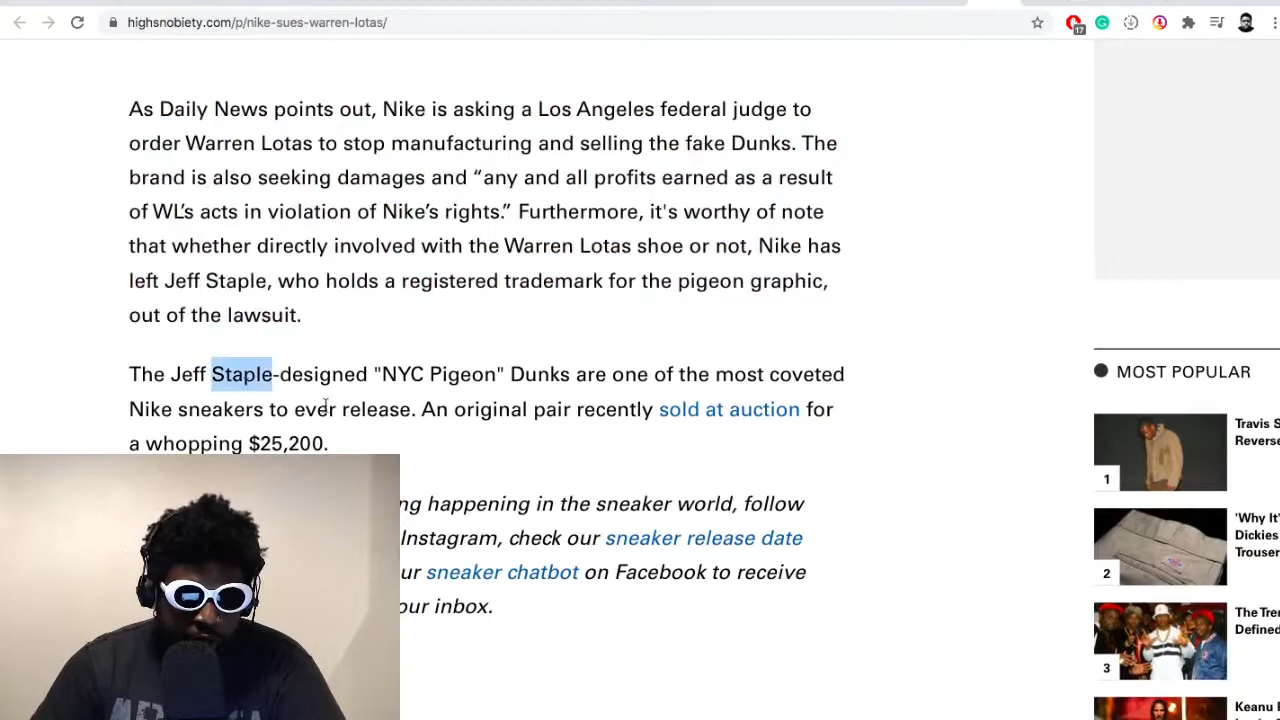 highsnobiety.com/p/nike-sues-warren-lotas/
17
As Daily News points out, Nike is asking a Los Angeles federal judge to
order Warren Lotas to stop manufacturing and selling the fake Dunks. The
brand is also seeking damages and “any and all profits earned as a result
of WL’s acts in violation of Nike’s rights.” Furthermore, it's worthy of note
that whether directly involved with the Warren Lotas shoe or not, Nike has
left Jeff Staple, who holds a registered trademark for the pigeon graphic,
out of the lawsuit.
The Jeff Staple-designed "NYC Pigeon" Dunks are one of the most coveted
Nike sneakers to ever release. An original pair recently sold at auction for
a whopping $25,200.
ng happening in the sneaker world, follow
Instagram, check our sneaker release date
ur sneaker chatbot on Facebook to receive
our inbox.
MOST POPULAR
Travis S
Reverse
1
'Why It'
Dickies
Trouser
2
The Tren
Defined
3
Keanu